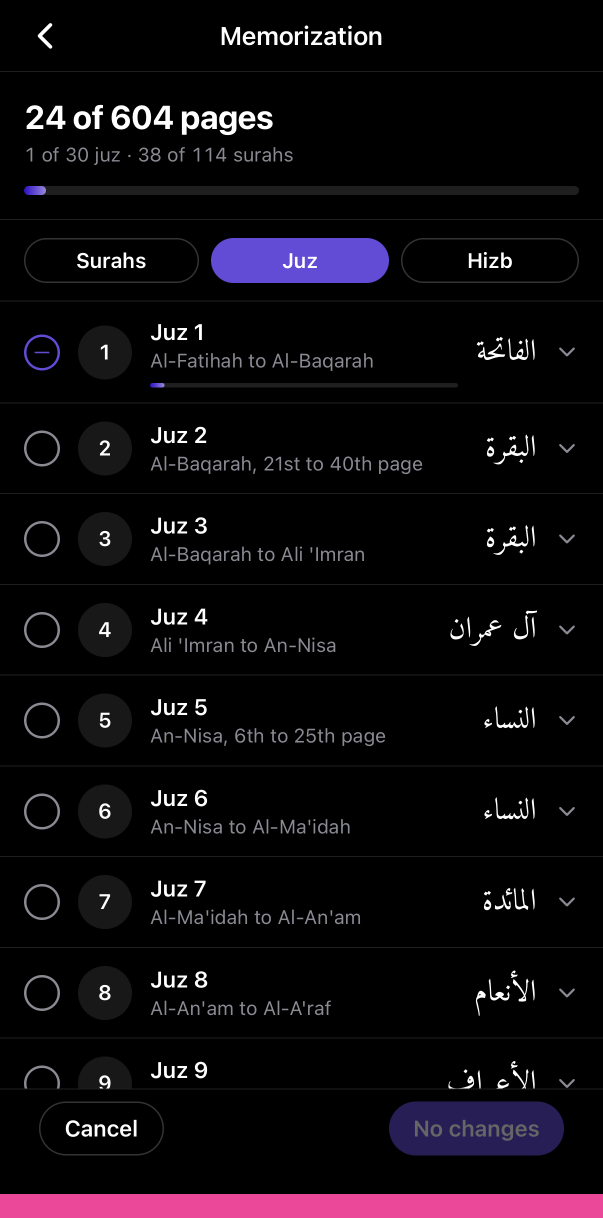 Memorization
24 of 604 pages
1 of 30 juz · 38 of 114 surahs
Surahs
Juz
Hizb
1
Juz 1
Al-Fatihah to Al-Baqarah
الفاتحة
2
Juz 2
Al-Baqarah, 21st to 40th page
البقرة
3
Juz 3
Al-Baqarah to Ali 'Imran
البقرة
4
Juz 4
Ali 'Imran to An-Nisa
آل عمران
5
Juz 5
An-Nisa, 6th to 25th page
النساء
6
Juz 6
An-Nisa to Al-Ma'idah
النساء
7
Juz 7
Al-Ma'idah to Al-An'am
المائدة
8
Juz 8
Al-An'am to Al-A'raf
الأنعام
9
Juz 9
الأعراف
Cancel
No changes